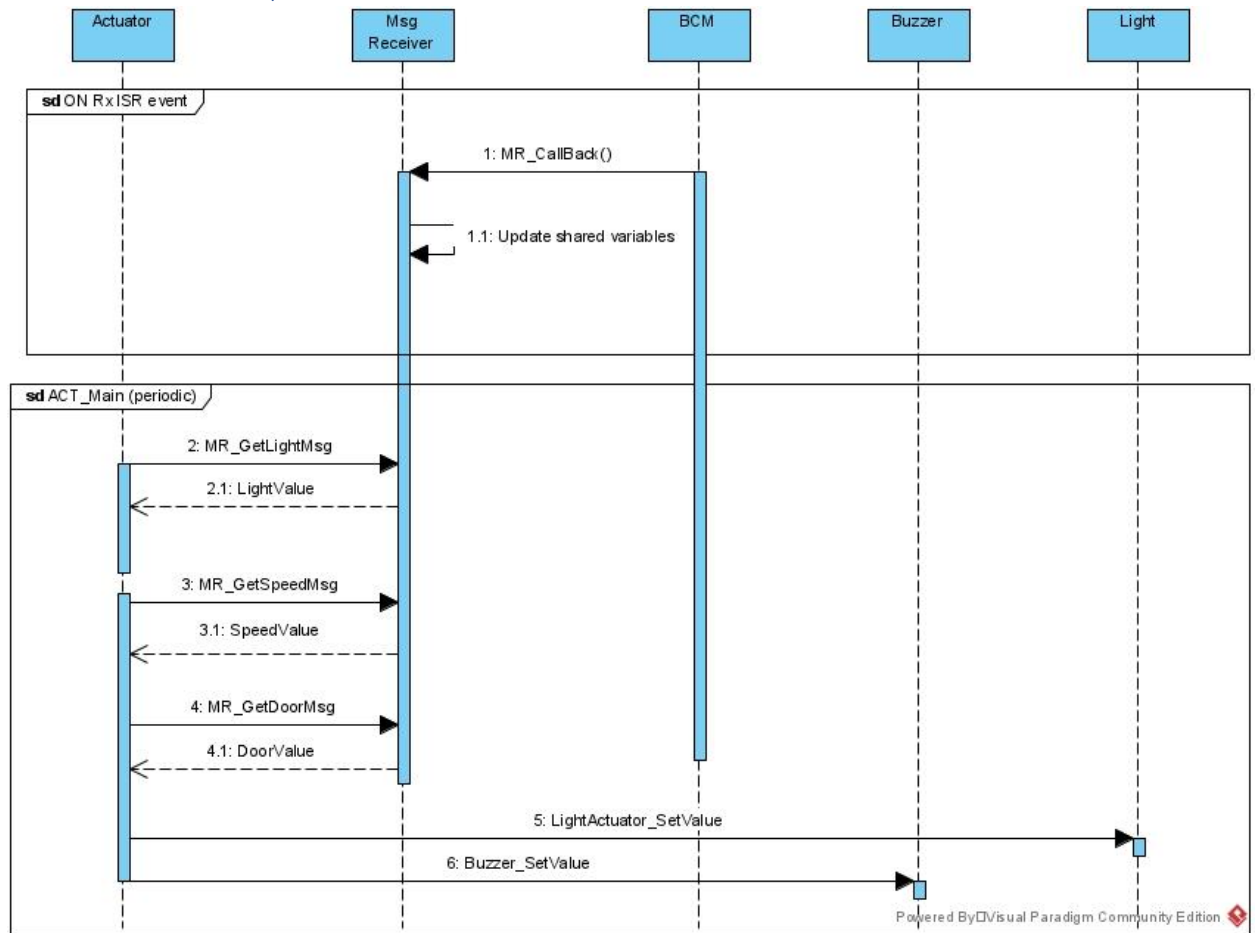 Actuator
Msg
Receiver
BCM
Buzzer
Light
sd ON Rx ISR event
1: MR_CallBack()
1.1: Update shared variables
sd ACT_Main (periodic)
2: MR_GetLightMsg
2.1: LightValue
3: MR_GetSpeedMsg
3.1: SpeedValue
4: MR_GetDoorMsg
4.1: DoorValue
5: LightActuator_SetValue
6: Buzzer_SetValue
Powered By□Visual Paradigm Community Edition